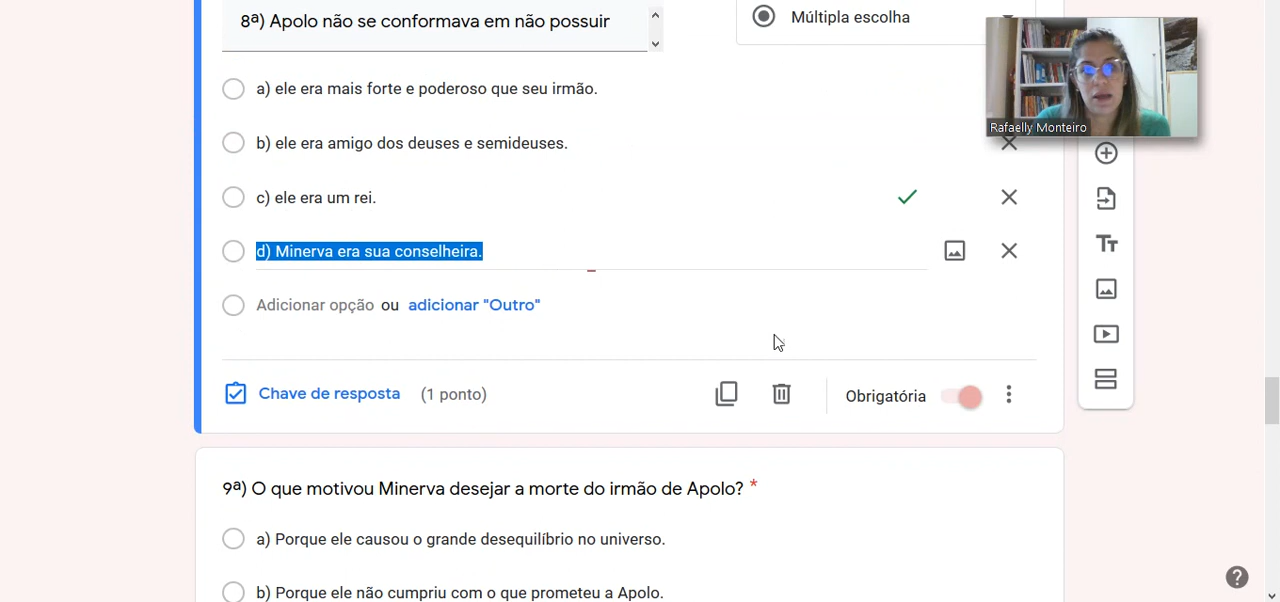 8ª) Apolo não se conformava em não possuir
Múltipla escolha
a) ele era mais forte e poderoso que seu irmão.
Rafaelly Monteiro
b) ele era amigo dos deuses e semideuses.
c) ele era um rei.
d) Minerva era sua conselheira.
Adicionar opção ou adicionar "Outro"
Chave de resposta (1 ponto)
Obrigatória
9ª) O que motivou Minerva desejar a morte do irmão de Apolo? *
a) Porque ele causou o grande desequilíbrio no universo.
b) Porque ele não cumpriu com o que prometeu a Apolo.